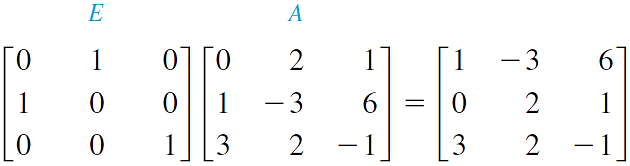 E A
[0 1 0] [0 2 1] [1 −3 6]
[1 0 0] [1 −3 6] = [0 2 1]
[0 0 1] [3 2 −1] [3 2 −1]